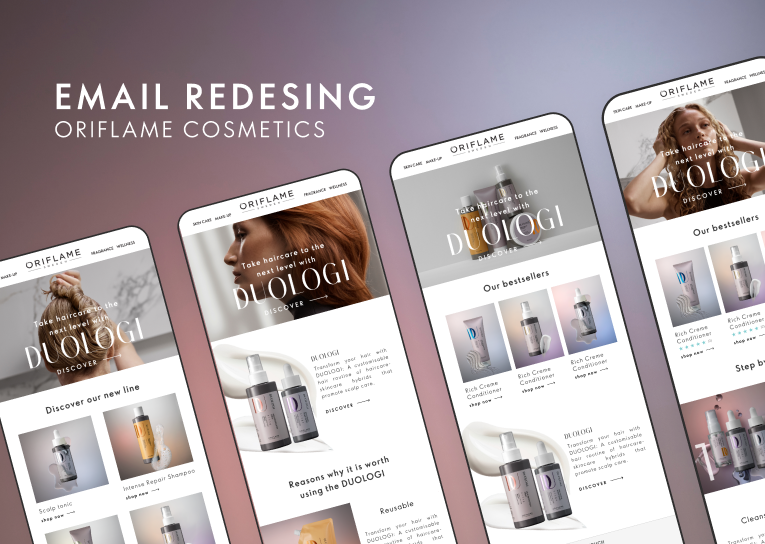 EMAIL REDESING
ORIFLAME COSMETICS
MAKE-UP
ORIFLAME
SWEDEN
FRAGRANCE WELLNESS
Take haircare to the
next level with
DUOLOGI
DISCOVER
Discover our new line
Scalp tonic
shop now
Intense Repair Shampoo
shop now
SKIN CARE MAKE-UP
ORIFLAME
SWEDEN
FRAGRANCE WELLNESS
Take haircare to the
next level with
DUOLOGI
DISCOVER
DUOLOGI
Transform your hair with
DUOLOGI: A customisable
hair routine of haircare-
skincare hybrids that
promote scalp care.
DISCOVER
Reasons why it is worth
using the DUOLOGI
Reusable
Transform your hair with
DUOLOGI: A customisable
hair routine of haircare-
skincare hybrids that
SKIN CARE MAKE-UP
ORIFLAME
SWEDEN
FRAGRANCE WELLNESS
Take haircare to the
next level with
DUOLOGI
DISCOVER
Our bestsellers
Rich Creme
Conditioner
shop now
Rich Creme
Conditioner
shop now
Rich Creme
Conditioner
shop now
DUOLOGI
Transform your hair with
DUOLOGI: A customisable
hair routine of haircare-
skincare hybrids that
promote scalp care.
DISCOVER
SKIN CARE MAKE-UP
ORIFLAME
SWEDEN
FRAGRANCE WELLNESS
Take haircare to the
next level with
DUOLOGI
DISCOVER
Our bestsellers
Rich Creme
Conditioner
shop now
Rich Creme
Conditioner
shop now
Step by